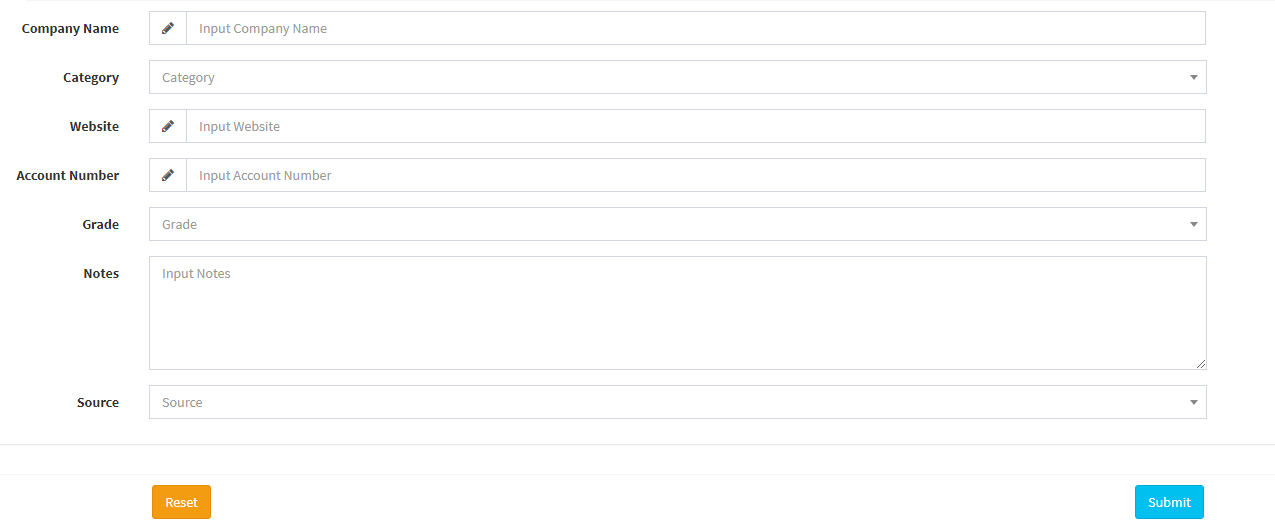 Company Name Input Company Name
Category Category
Website Input Website
Account Number Input Account Number
Grade Grade
Notes Input Notes
Source Source
Reset Submit